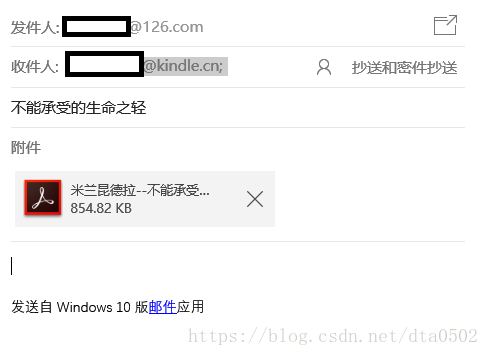 发件人: @126.com
收件人: @kindle.cn; 抄送和密件抄送
不能承受的生命之轻
附件
米兰昆德拉--不能承受...
854.82 KB
发送自 Windows 10 版邮件应用
https://blog.csdn.net/dta0502